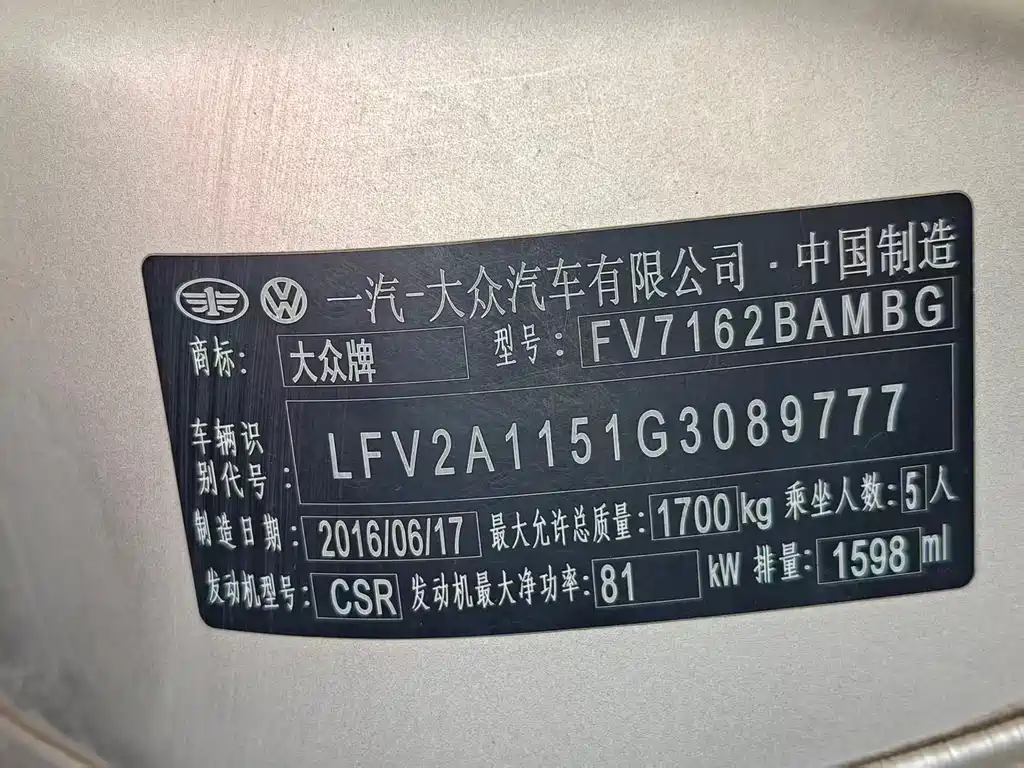 一汽-大众汽车有限公司·中国制造
商标: 大众牌 型号: FV7162BAMBG
车辆识别代号: LFV2A1151G3089777
制造日期: 2016/06/17 最大允许总质量: 1700kg 乘坐人数: 5人
发动机型号: CSR 发动机最大净功率: 81 kW 排量: 1598 ml